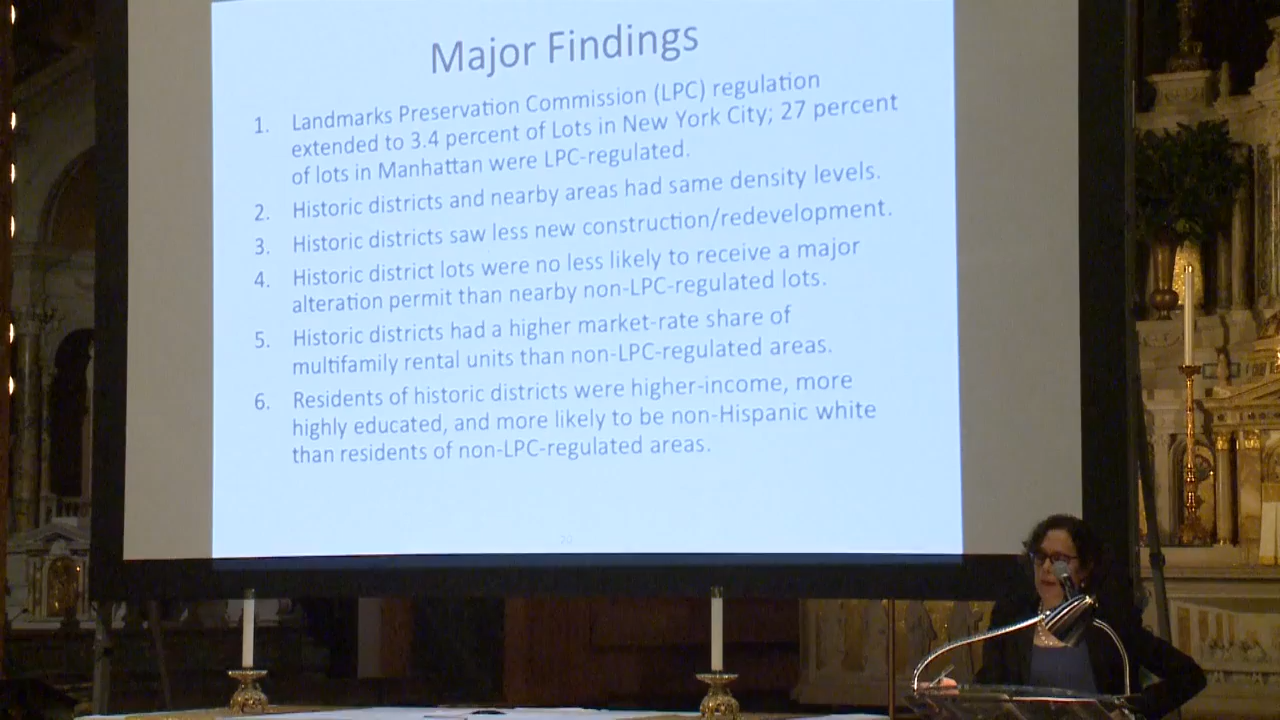 Major Findings
1. Landmarks Preservation Commission (LPC) regulation
extended to 3.4 percent of Lots in New York City; 27 percent
of lots in Manhattan were LPC-regulated.
2. Historic districts and nearby areas had same density levels.
3. Historic districts saw less new construction/redevelopment.
4. Historic district lots were no less likely to receive a major
alteration permit than nearby non-LPC-regulated lots.
5. Historic districts had a higher market-rate share of
multifamily rental units than non-LPC-regulated areas.
6. Residents of historic districts were higher-income, more
highly educated, and more likely to be non-Hispanic white
than residents of non-LPC-regulated areas.